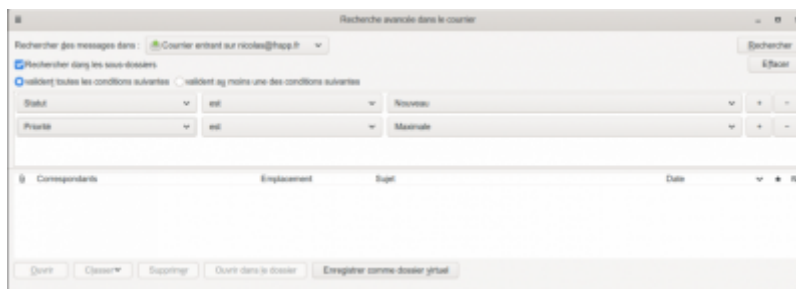 Recherche avancée dans le courrier
Rechercher des messages dans : Courrier entrant sur nicolas@frapp.fr Rechercher
Rechercher dans les sous-dossiers Effacer
valident toutes les conditions suivantes valident au moins une des conditions suivantes
Statut est Nouveau + -
Priorité est Maximale + -
Correspondants Emplacement Sujet Date
Ouvrir Classer Supprimer Ouvrir dans le dossier Enregistrer comme dossier virtuel